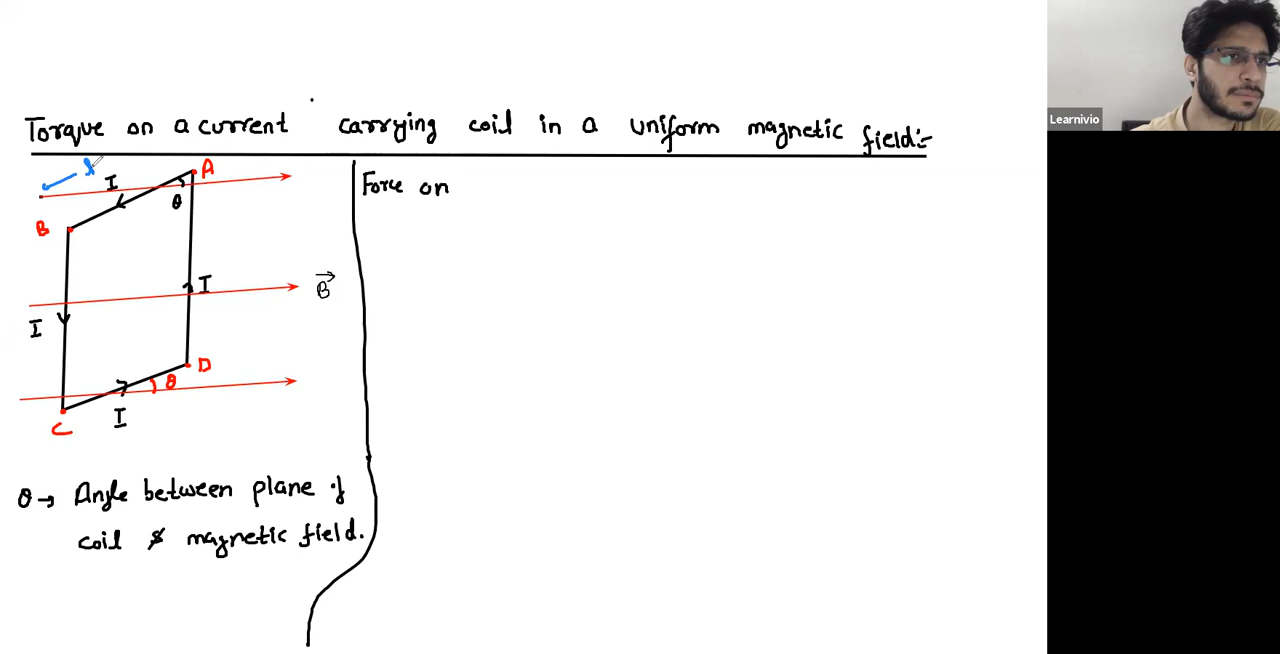 Torque on a current carrying coil in a uniform magnetic field:-
Learnivio
A
I
θ
B
Force on
I
B
I
D
θ
I
C
θ → Angle between plane of
coil & magnetic field.